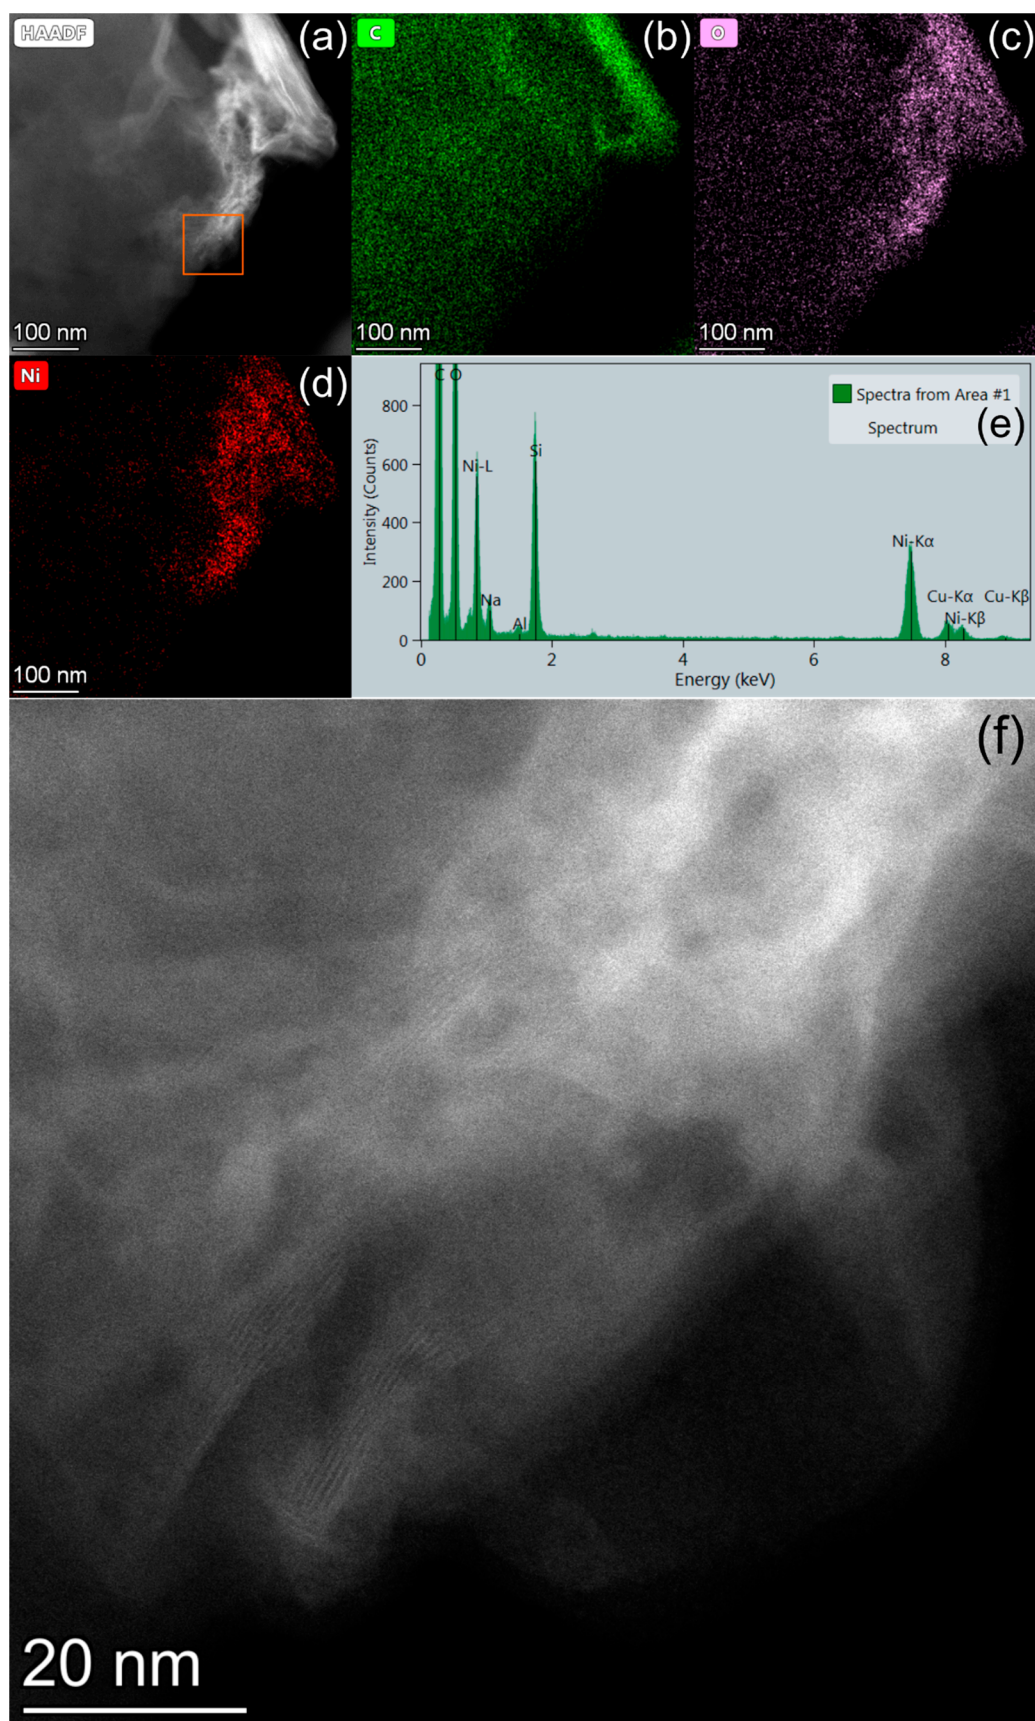 HAADF
(a)
C
(b)
O
(c)
100 nm
100 nm
100 nm
Ni
(d)
100 nm
C O
Ni-L
Na
Al
Si
Ni-Kα
Cu-Kα
Ni-Kβ
Cu-Kβ
Spectra from Area #1
Spectrum
(e)
800
600
400
200
0
0 2 4 6 8
Intensity (Counts)
Energy (keV)
(f)
20 nm